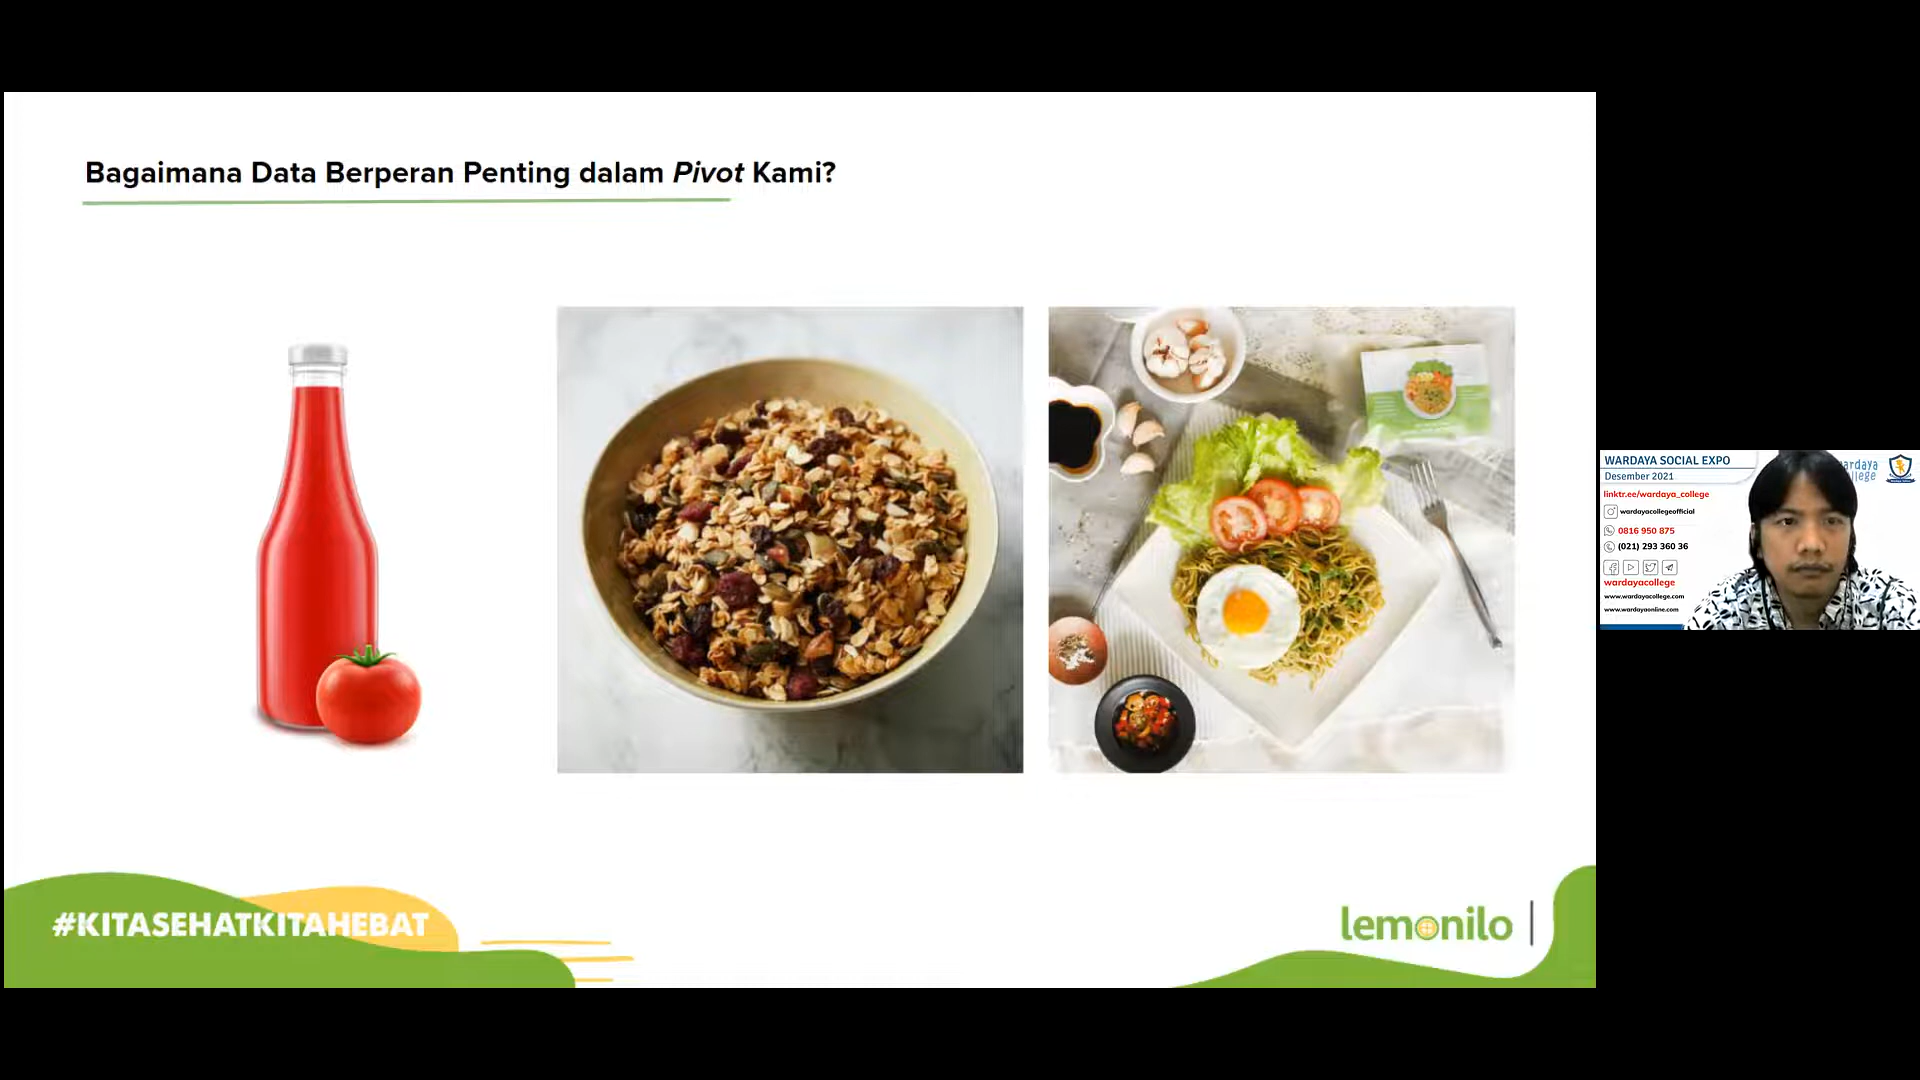 Bagaimana Data Berperan Penting dalam Pivot Kami?
#KITASEHATKITAHEBAT
lemonilo
WARDAYA SOCIAL EXPO
Desember 2021
linktr.ee/wardaya_college
wardayacollegeofficial
0816 950 875
(021) 293 360 36
wardayacollege
www.wardayacollege.com
www.wardayaonline.com